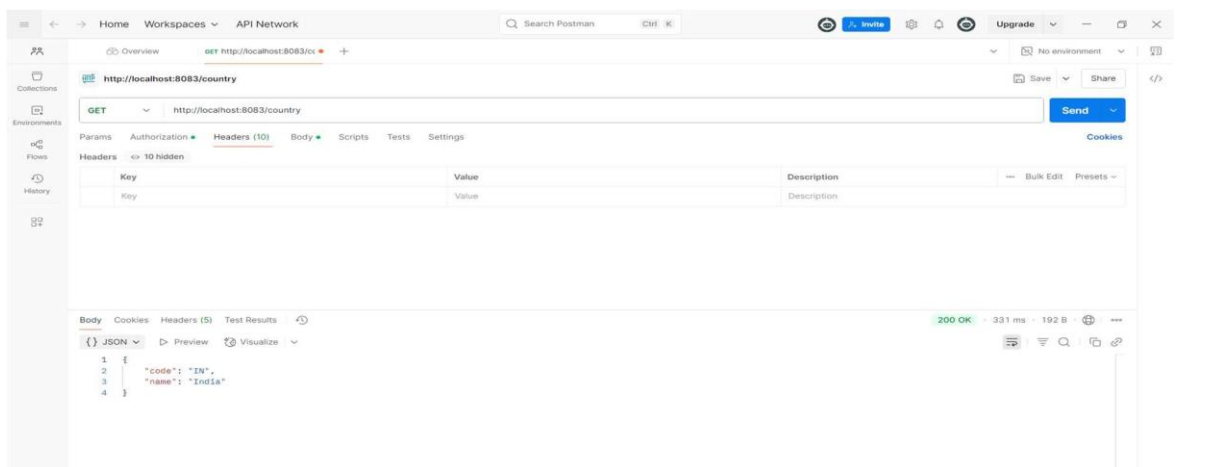 Home Workspaces API Network Search Postman Ctrl K Invite Upgrade
Overview GET http://localhost:8083/cc + No environment
http://localhost:8083/country Save Share
Collections
GET http://localhost:8083/country Send
Environments
Params Authorization Headers (10) Body Scripts Tests Settings Cookies
Flows
Headers 10 hidden
Key Value Description Bulk Edit Presets
History
Key Value Description
Body Cookies Headers (5) Test Results 200 OK 331 ms 192 B
{} JSON Preview Visualize
1 {
2 "code": "IN",
3 "name": "India"
4 }